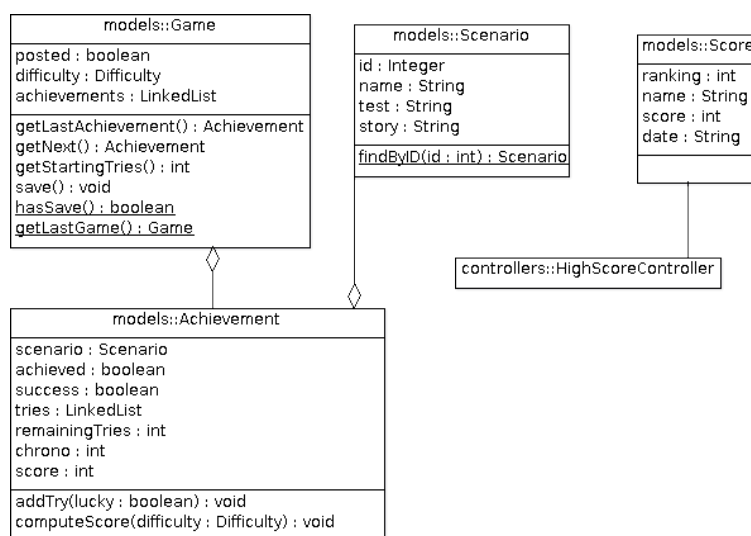 models::Game
posted : boolean
difficulty : Difficulty
achievements : LinkedList
getLastAchievement() : Achievement
getNext() : Achievement
getStartingTries() : int
save() : void
hasSave() : boolean
getLastGame() : Game
models::Scenario
id : Integer
name : String
test : String
story : String
findByID(id : int) : Scenario
models::Score
ranking : int
name : String
score : int
date : String
controllers::HighScoreController
models::Achievement
scenario : Scenario
achieved : boolean
success : boolean
tries : LinkedList
remainingTries : int
chrono : int
score : int
addTry(lucky : boolean) : void
computeScore(difficulty : Difficulty) : void